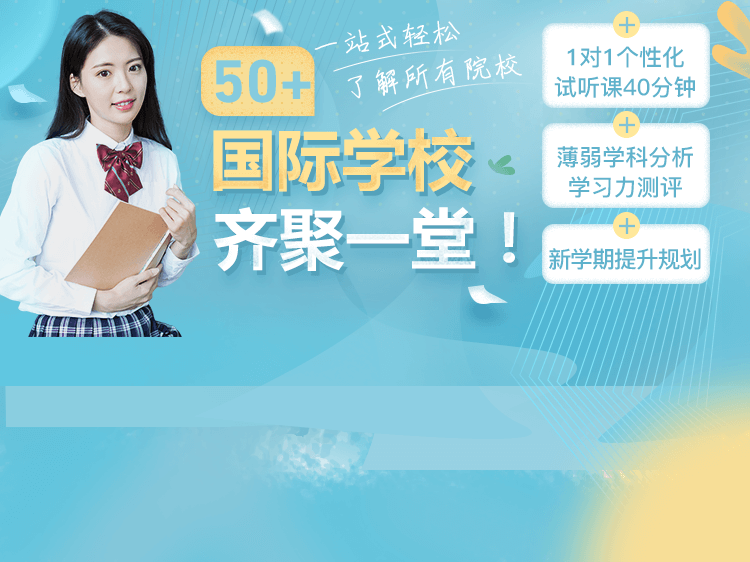 一站式轻松
了解所有院校
50+
国际学校
齐聚一堂！
+
1对1个性化
试听课40分钟
+
薄弱学科分析
学习力测评
+
新学期提升规划